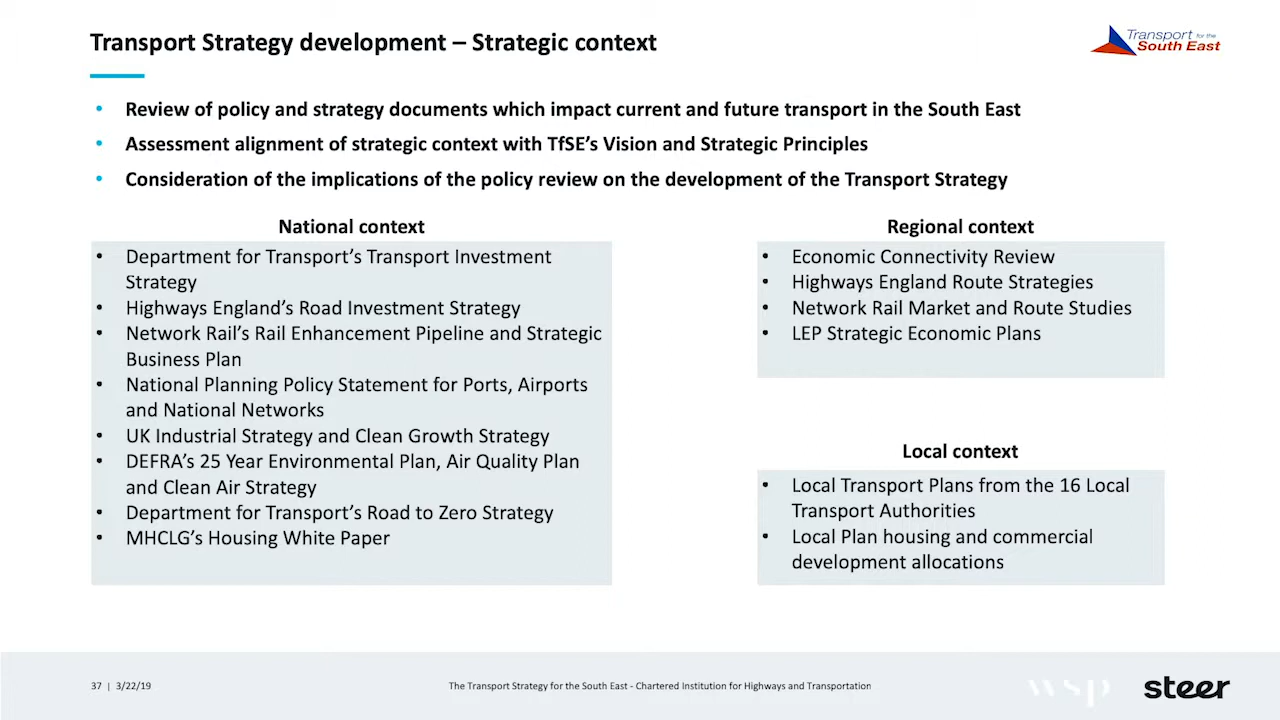 Transport Strategy development – Strategic context
Transport for the
South East
• Review of policy and strategy documents which impact current and future transport in the South East
• Assessment alignment of strategic context with TfSE’s Vision and Strategic Principles
• Consideration of the implications of the policy review on the development of the Transport Strategy
National context
• Department for Transport’s Transport Investment
Strategy
• Highways England’s Road Investment Strategy
• Network Rail’s Rail Enhancement Pipeline and Strategic
Business Plan
• National Planning Policy Statement for Ports, Airports
and National Networks
• UK Industrial Strategy and Clean Growth Strategy
• DEFRA’s 25 Year Environmental Plan, Air Quality Plan
and Clean Air Strategy
• Department for Transport’s Road to Zero Strategy
• MHCLG’s Housing White Paper
Regional context
• Economic Connectivity Review
• Highways England Route Strategies
• Network Rail Market and Route Studies
• LEP Strategic Economic Plans
Local context
• Local Transport Plans from the 16 Local
Transport Authorities
• Local Plan housing and commercial
development allocations
37 | 3/22/19
The Transport Strategy for the South East - Chartered Institution for Highways and Transportation
wsp
steer